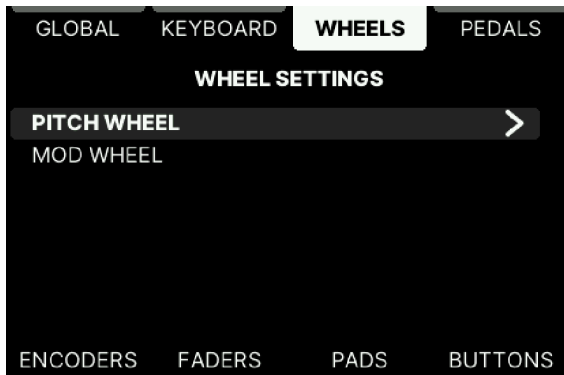 GLOBAL KEYBOARD WHEELS PEDALS
WHEEL SETTINGS
PITCH WHEEL
MOD WHEEL
ENCODERS FADERS PADS BUTTONS